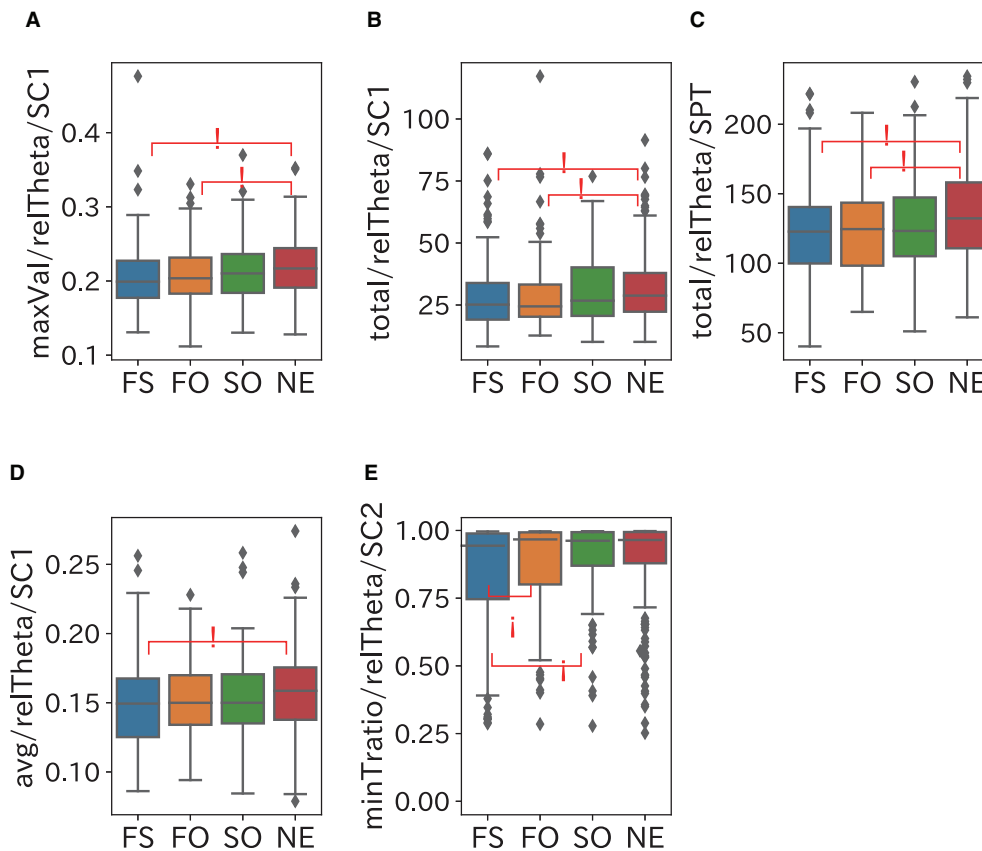 A
B
C
maxVal/relTheta/SC1
0.4
0.3
0.2
0.1
!
!
FS FO SO NE
total/relTheta/SC1
100
75
50
25
!
!
FS FO SO NE
total/relTheta/SPT
200
150
100
50
!
!
FS FO SO NE
D
E
avg/relTheta/SC1
0.25
0.20
0.15
0.10
!
FS FO SO NE
minTratio/relTheta/SC2
1.00
0.75
0.50
0.25
0.00
!
!
FS FO SO NE